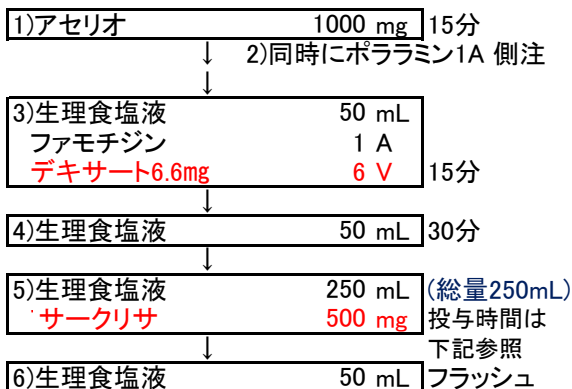 1)アセリオ 1000 mg 15分
↓ 2)同時にポララミン1A 側注
↓
3)生理食塩液 50 mL
ファモチジン 1 A
デキサート6.6mg 6 V 15分
↓
4)生理食塩液 50 mL 30分
↓
5)生理食塩液 250 mL (総量250mL)
サークリサ 500 mg 投与時間は
↓ 下記参照
6)生理食塩液 50 mL フラッシュ